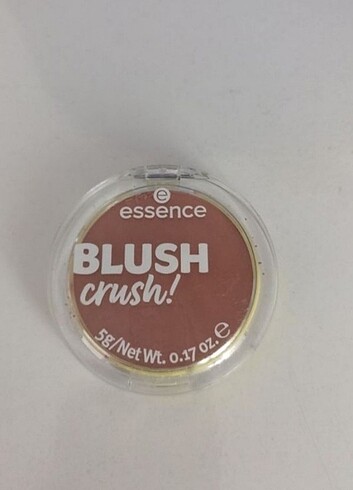 e
essence
BLUSH
crush!
5g/Net Wt. 0.17 oz. ℮